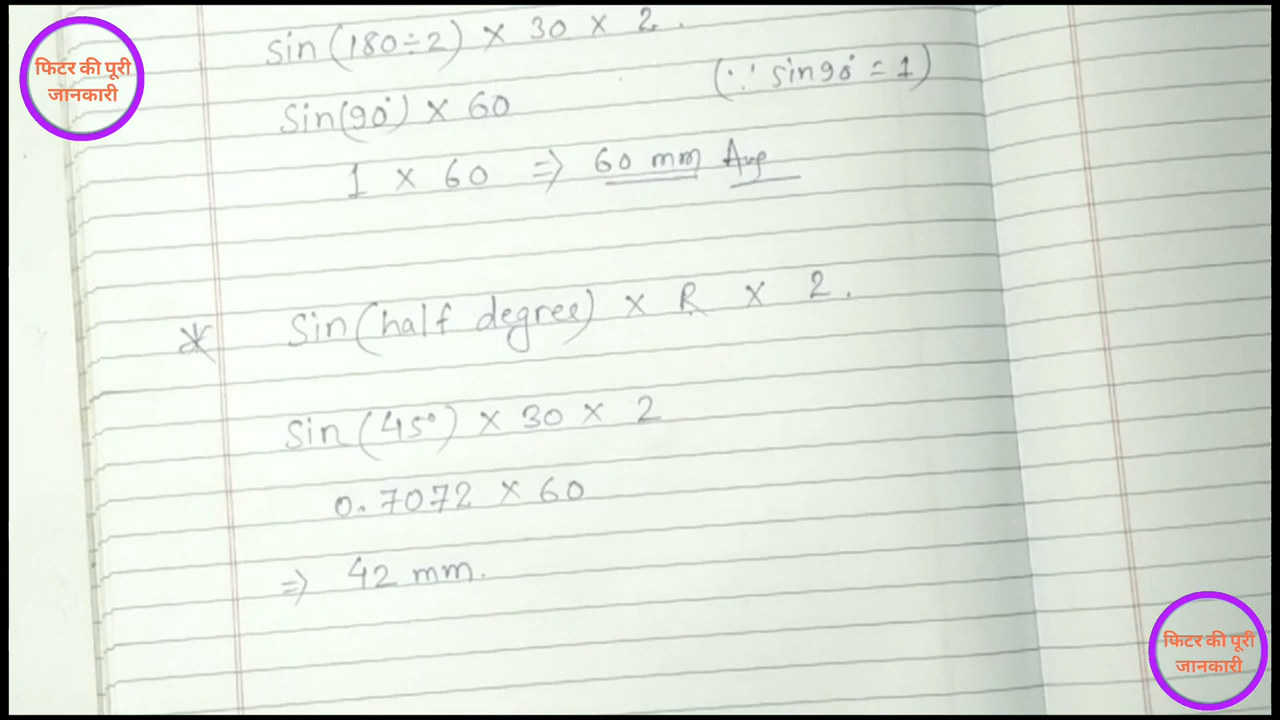 फिटर की पूरी
जानकारी
sin (180÷2) × 30 × 2.
(∵ sin90° = 1)
Sin(90°) × 60
1 × 60 ⇒ 60 mm Ans
* Sin (half degree) × R × 2.
Sin (45°) × 30 × 2
0.7072 × 60
⇒ 42 mm.
फिटर की पूरी
जानकारी